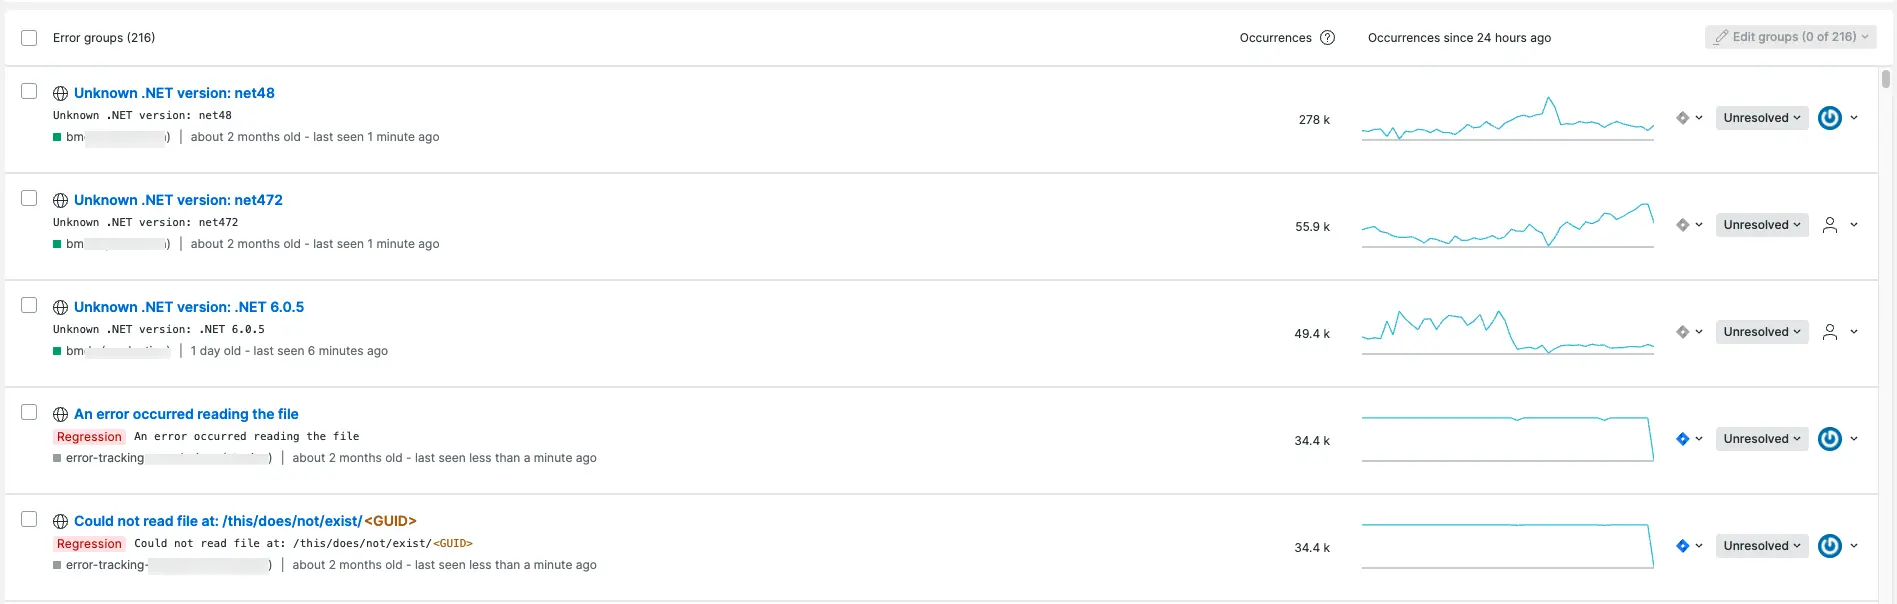 Error groups (216)
Occurrences ?
Occurrences since 24 hours ago
Edit groups (0 of 216)
Unknown .NET version: net48
Unknown .NET version: net48
bm ) | about 2 months old - last seen 1 minute ago
278 k
Unresolved
Unknown .NET version: net472
Unknown .NET version: net472
bm ) | about 2 months old - last seen 1 minute ago
55.9 k
Unresolved
Unknown .NET version: .NET 6.0.5
Unknown .NET version: .NET 6.0.5
bm ) | 1 day old - last seen 6 minutes ago
49.4 k
Unresolved
An error occurred reading the file
Regression An error occurred reading the file
error-tracking ) | about 2 months old - last seen less than a minute ago
34.4 k
Unresolved
Could not read file at: /this/does/not/exist/<GUID>
Regression Could not read file at: /this/does/not/exist/<GUID>
error-tracking- ) | about 2 months old - last seen less than a minute ago
34.4 k
Unresolved